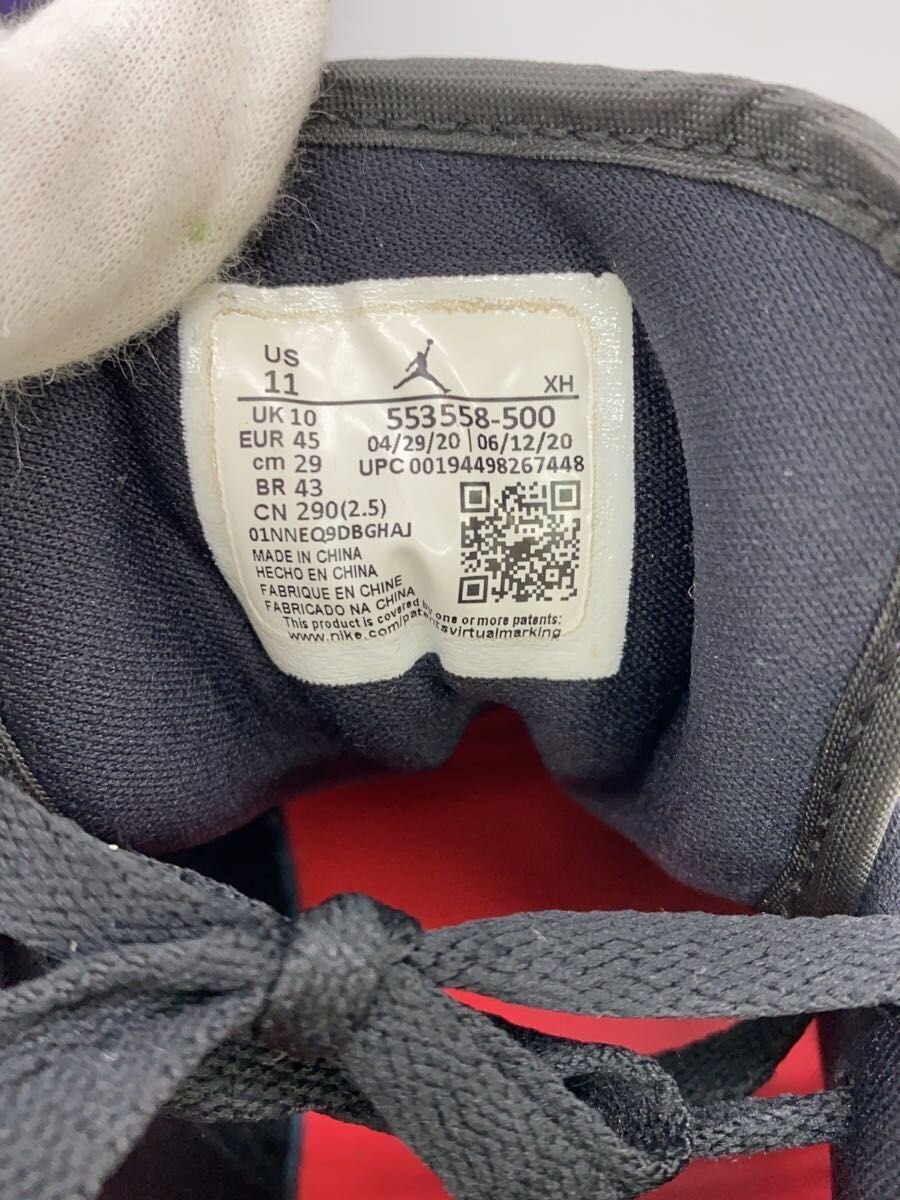 US
11 XH
UK 10 553558-500
EUR 45 04/29/20 | 06/12/20
cm 29 UPC 00194498267448
BR 43
CN 290(2.5)
01NNEQ9DBGHAJ
MADE IN CHINA
HECHO EN CHINA
FABRIQUE EN CHINE
FABRICADO NA CHINA
This product is covered by one or more patents:
www.nike.com/patentsvirtualmarking